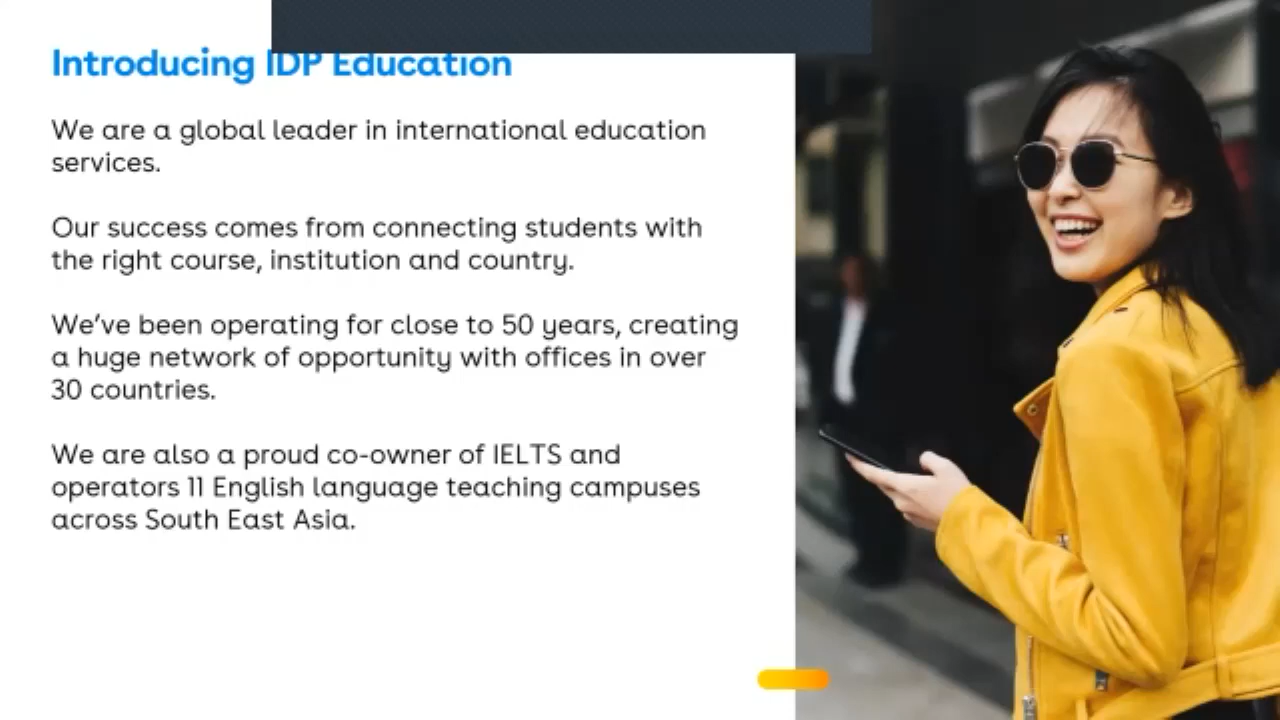 Introducing IDP Education
We are a global leader in international education
services.
Our success comes from connecting students with
the right course, institution and country.
We've been operating for close to 50 years, creating
a huge network of opportunity with offices in over
30 countries.
We are also a proud co-owner of IELTS and
operators 11 English language teaching campuses
across South East Asia.